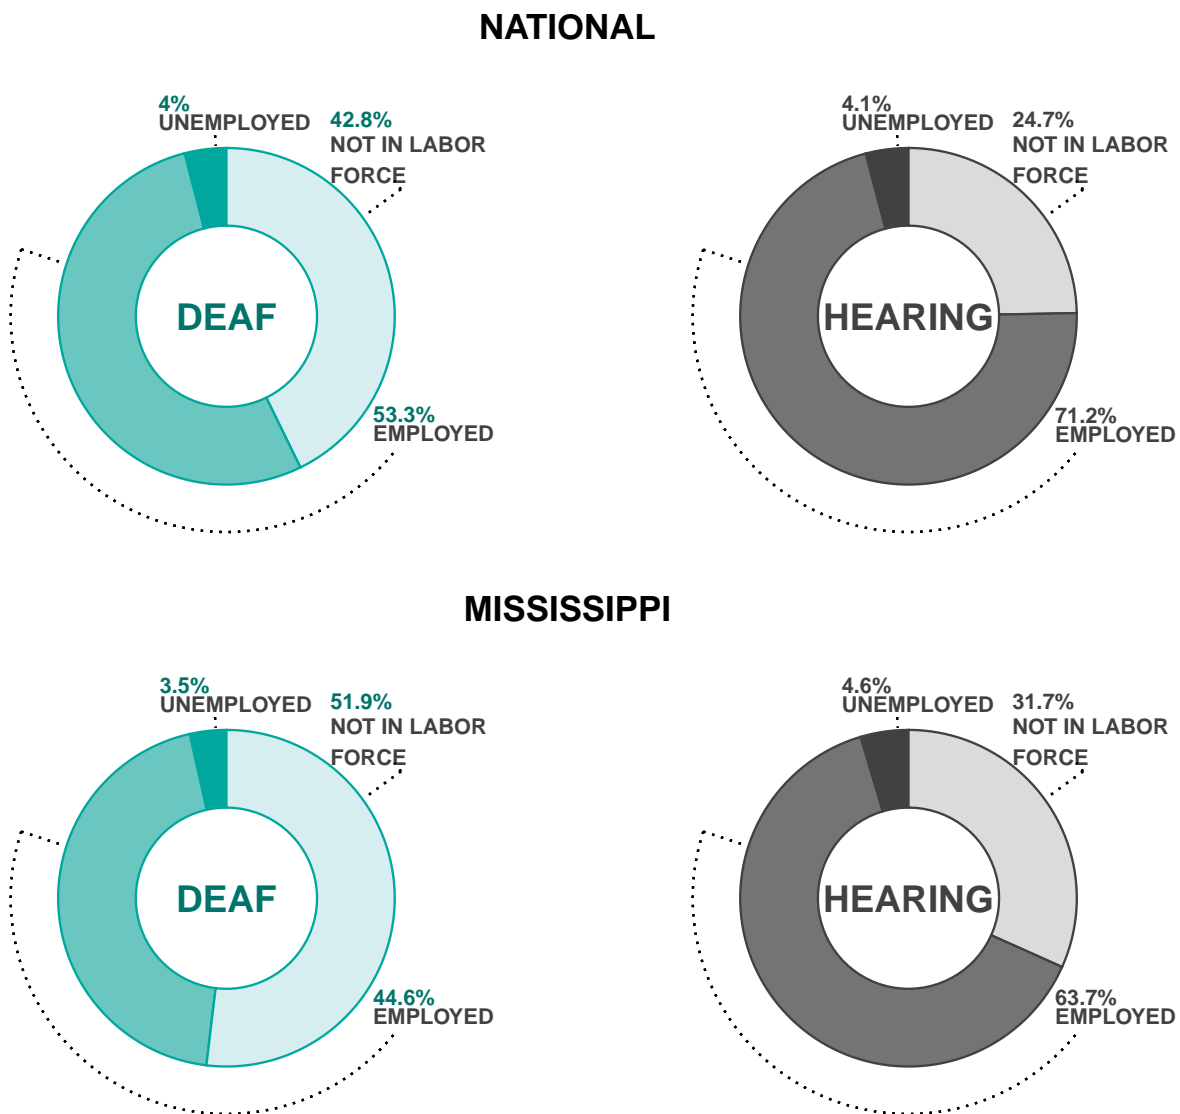 NATIONAL
4%
UNEMPLOYED
42.8%
NOT IN LABOR
FORCE
DEAF
53.3%
EMPLOYED
4.1%
UNEMPLOYED
24.7%
NOT IN LABOR
FORCE
HEARING
71.2%
EMPLOYED
MISSISSIPPI
3.5%
UNEMPLOYED
51.9%
NOT IN LABOR
FORCE
DEAF
44.6%
EMPLOYED
4.6%
UNEMPLOYED
31.7%
NOT IN LABOR
FORCE
HEARING
63.7%
EMPLOYED